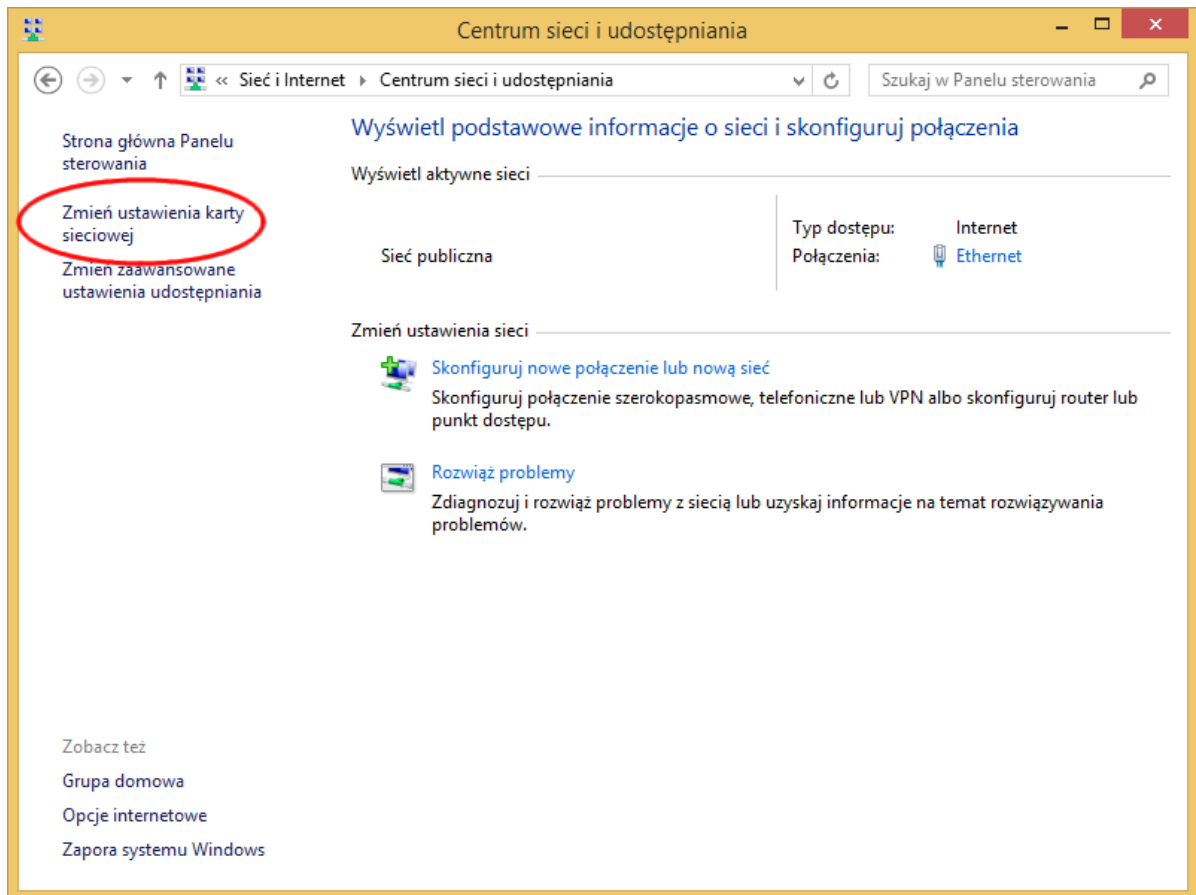 Centrum sieci i udostępniania
« Sieć i Internet ▸ Centrum sieci i udostępniania
Szukaj w Panelu sterowania
Strona główna Panelu
sterowania
Zmień ustawienia karty
sieciowej
Zmień zaawansowane
ustawienia udostępniania
Wyświetl podstawowe informacje o sieci i skonfiguruj połączenia
Wyświetl aktywne sieci
Sieć publiczna
Typ dostępu: Internet
Połączenia: Ethernet
Zmień ustawienia sieci
Skonfiguruj nowe połączenie lub nową sieć
Skonfiguruj połączenie szerokopasmowe, telefoniczne lub VPN albo skonfiguruj router lub
punkt dostępu.
Rozwiąż problemy
Zdiagnozuj i rozwiąż problemy z siecią lub uzyskaj informacje na temat rozwiązywania
problemów.
Zobacz też
Grupa domowa
Opcje internetowe
Zapora systemu Windows